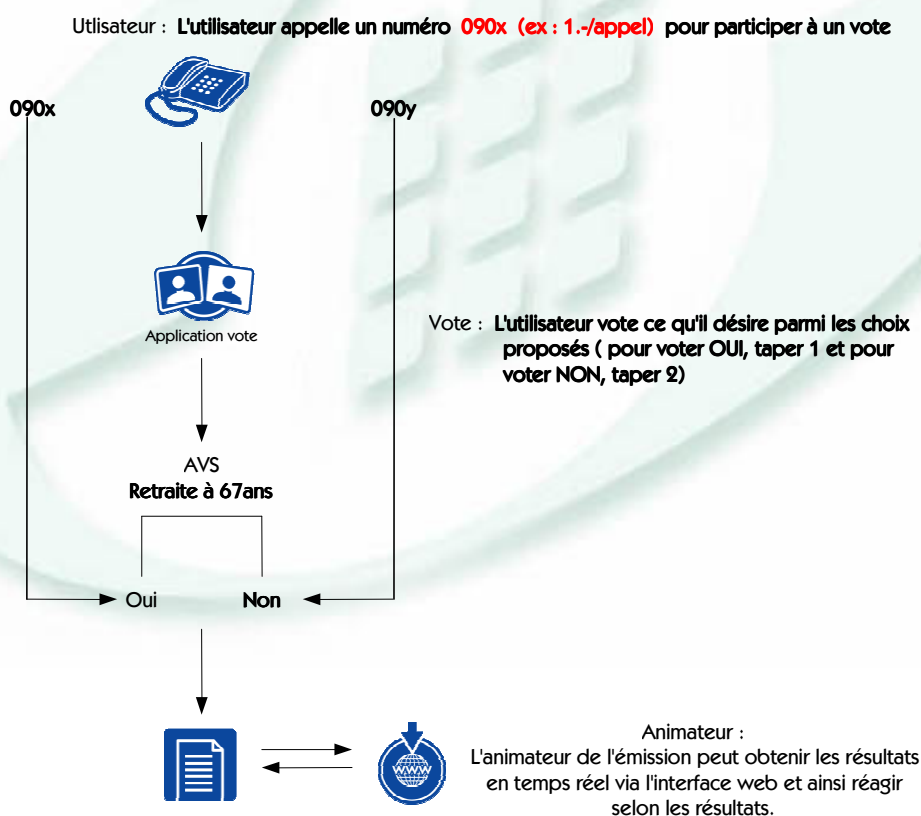 Utlisateur : L'utilisateur appelle un numéro 090x (ex : 1.-/appel) pour participer à un vote
090x
090y
Application vote
Vote : L'utilisateur vote ce qu'il désire parmi les choix
proposés ( pour voter OUI, taper 1 et pour
voter NON, taper 2)
AVS
Retraite à 67ans
Oui
Non
WWW
Animateur :
L'animateur de l'émission peut obtenir les résultats
en temps réel via l'interface web et ainsi réagir
selon les résultats.